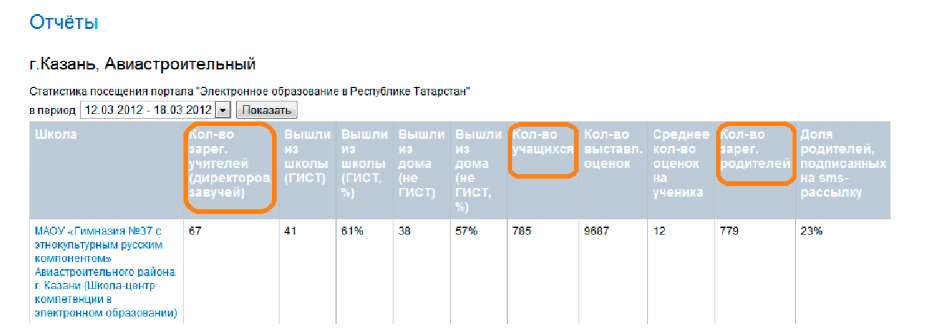 Отчёты
г.Казань, Авиастроительный
Статистика посещения портала "Электронное образование в Республике Татарстан"
в период 12.03.2012 - 18.03.2012 Показать
Школа
Кол-во
зарег.
учителей
(директоров,
завучей)
Вышли
из
школы
(ГИСТ)
Вышли
из
школы
(ГИСТ,
%)
Вышли
из
дома
(не
ГИСТ)
Вышли
из
дома
(не
ГИСТ,
%)
Кол-во
учащихся
Кол-во
выставл.
оценок
Среднее
кол-во
оценок
на
ученика
Кол-во
зарег.
родителей
Доля
родителей,
подписанных
на sms-
рассылку
МАОУ «Гимназия №37 с
этнокультурным русским
компонентом»
Авиастроительного района
г. Казани (Школа-центр
компетенции в
электронном образовании)
67
41
61%
38
57%
785
9687
12
779
23%